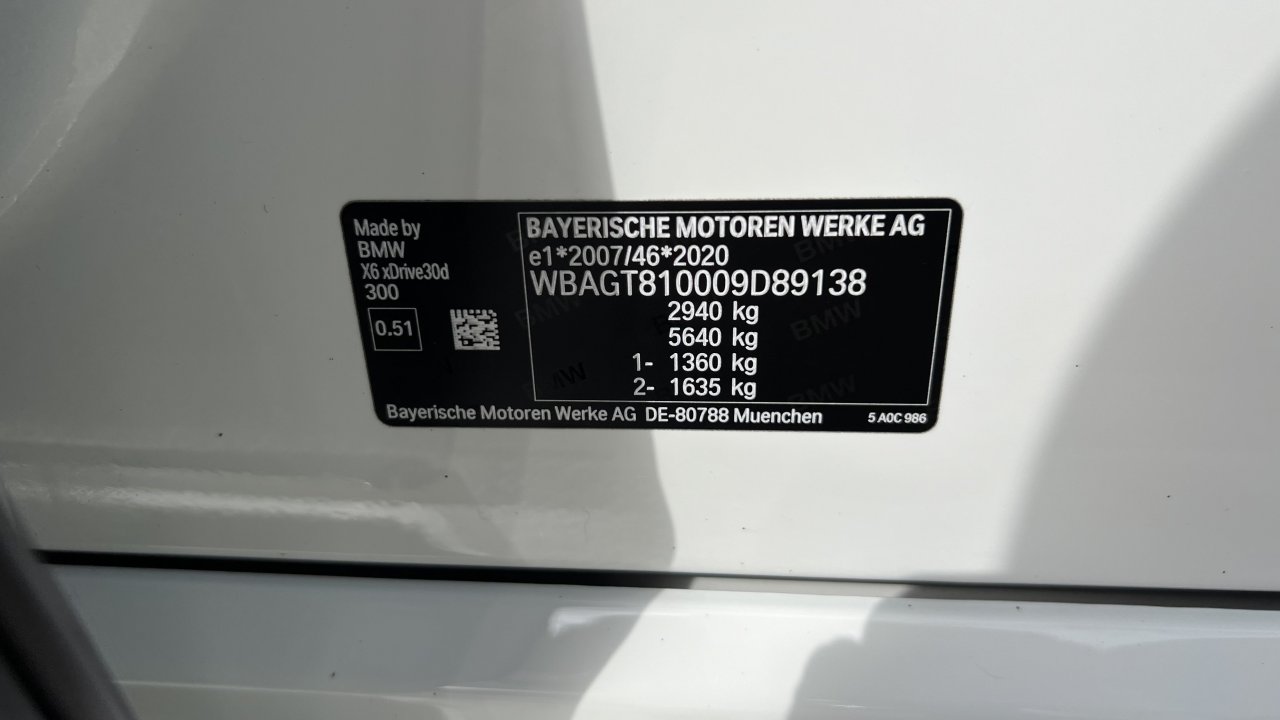 Made by
BMW
X6 xDrive30d
300
0.51
BAYERISCHE MOTOREN WERKE AG
e1*2007/46*2020
WBAGT810009D89138
2940 kg
5640 kg
1- 1360 kg
2- 1635 kg
Bayerische Motoren Werke AG DE-80788 Muenchen
5 A0C 986